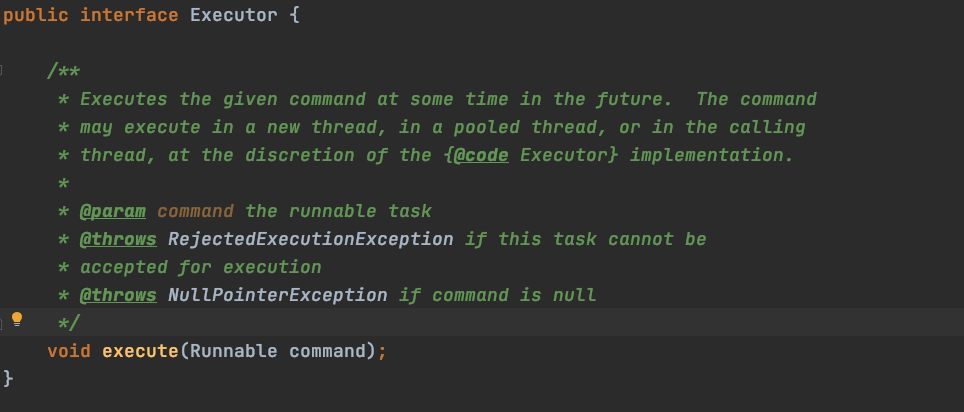 public interface Executor {
/**
* Executes the given command at some time in the future.  The command
* may execute in a new thread, in a pooled thread, or in the calling
* thread, at the discretion of the {@code Executor} implementation.
*
* @param command the runnable task
* @throws RejectedExecutionException if this task cannot be
* accepted for execution
* @throws NullPointerException if command is null
*/
void execute(Runnable command);
}